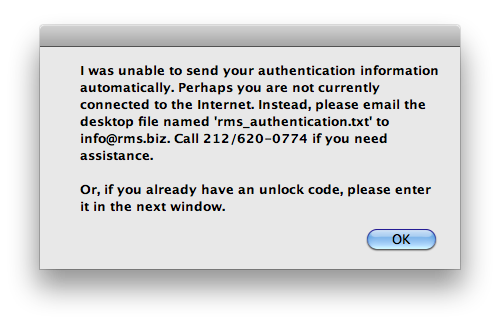 I was unable to send your authentication information
automatically. Perhaps you are not currently
connected to the Internet. Instead, please email the
desktop file named 'rms_authentication.txt' to
info@rms.biz. Call 212/620-0774 if you need
assistance.
Or, if you already have an unlock code, please enter
it in the next window.
OK